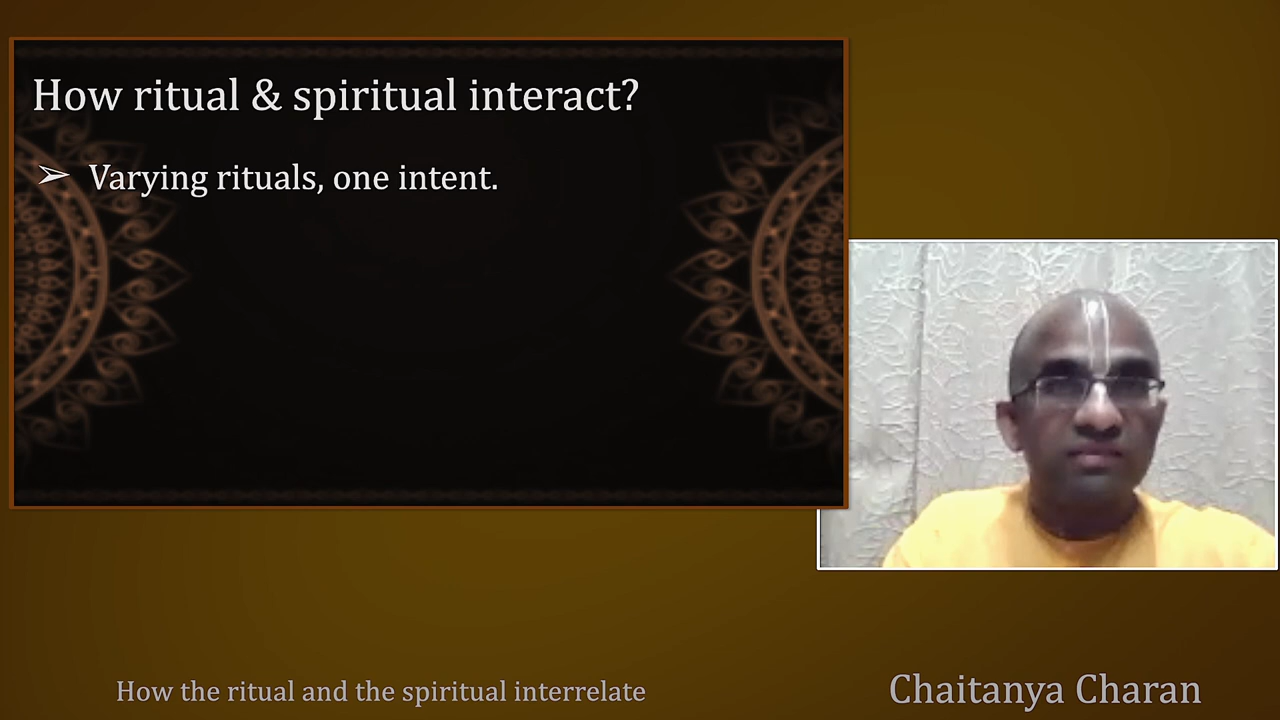 How ritual & spiritual interact?
➢ Varying rituals, one intent.
How the ritual and the spiritual interrelate
Chaitanya Charan